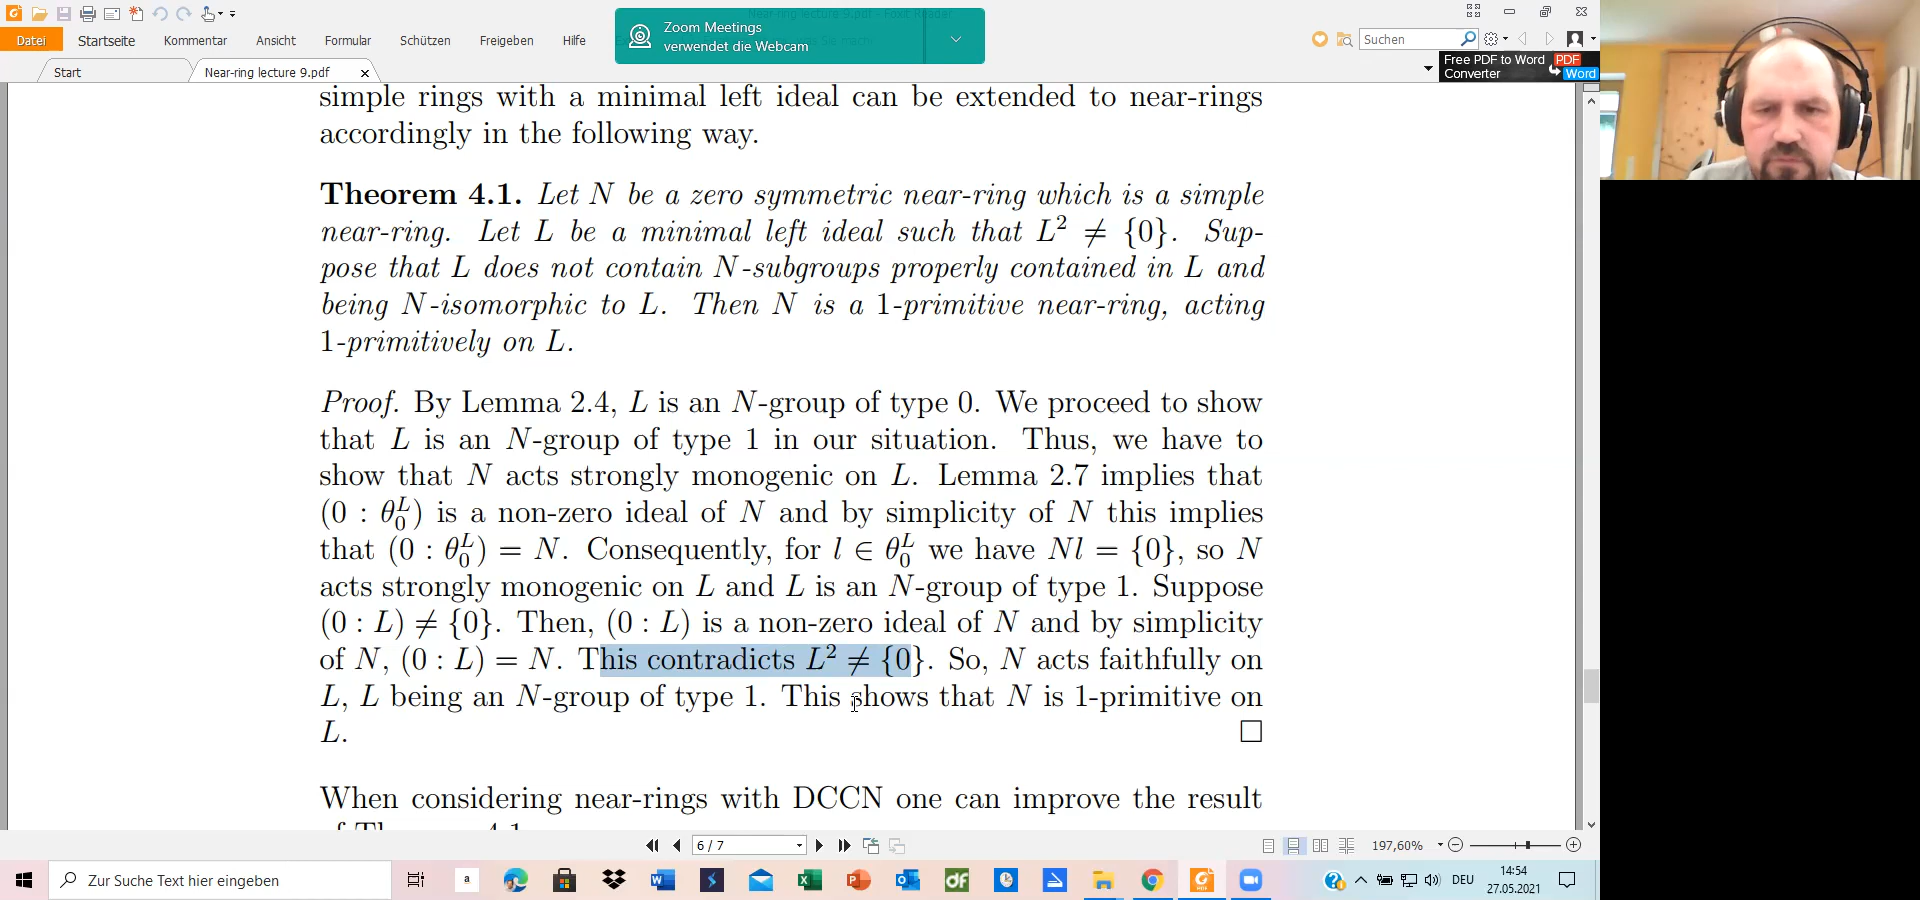 Near-ring lecture 9.pdf - Foxit Reader
Zoom Meetings
verwendet die Webcam
Datei Startseite Kommentar Ansicht Formular Schützen Freigeben Hilfe
Suchen
Free PDF to Word
Converter
PDF
Word
Start
Near-ring lecture 9.pdf
simple rings with a minimal left ideal can be extended to near-rings
accordingly in the following way.
Theorem 4.1. Let N be a zero symmetric near-ring which is a simple
near-ring. Let L be a minimal left ideal such that L² ≠ {0}. Sup-
pose that L does not contain N-subgroups properly contained in L and
being N-isomorphic to L. Then N is a 1-primitive near-ring, acting
1-primitively on L.
Proof. By Lemma 2.4, L is an N-group of type 0. We proceed to show
that L is an N-group of type 1 in our situation. Thus, we have to
show that N acts strongly monogenic on L. Lemma 2.7 implies that
(0 : θ₀ᴸ) is a non-zero ideal of N and by simplicity of N this implies
that (0 : θ₀ᴸ) = N. Consequently, for l ∈ θ₀ᴸ we have Nl = {0}, so N
acts strongly monogenic on L and L is an N-group of type 1. Suppose
(0 : L) ≠ {0}. Then, (0 : L) is a non-zero ideal of N and by simplicity
of N, (0 : L) = N. This contradicts L² ≠ {0}. So, N acts faithfully on
L, L being an N-group of type 1. This shows that N is 1-primitive on
L. □
When considering near-rings with DCCN one can improve the result
of Theorem 4.1
6 / 7
197,60%
Zur Suche Text hier eingeben
DEU
14:54
27.05.2021